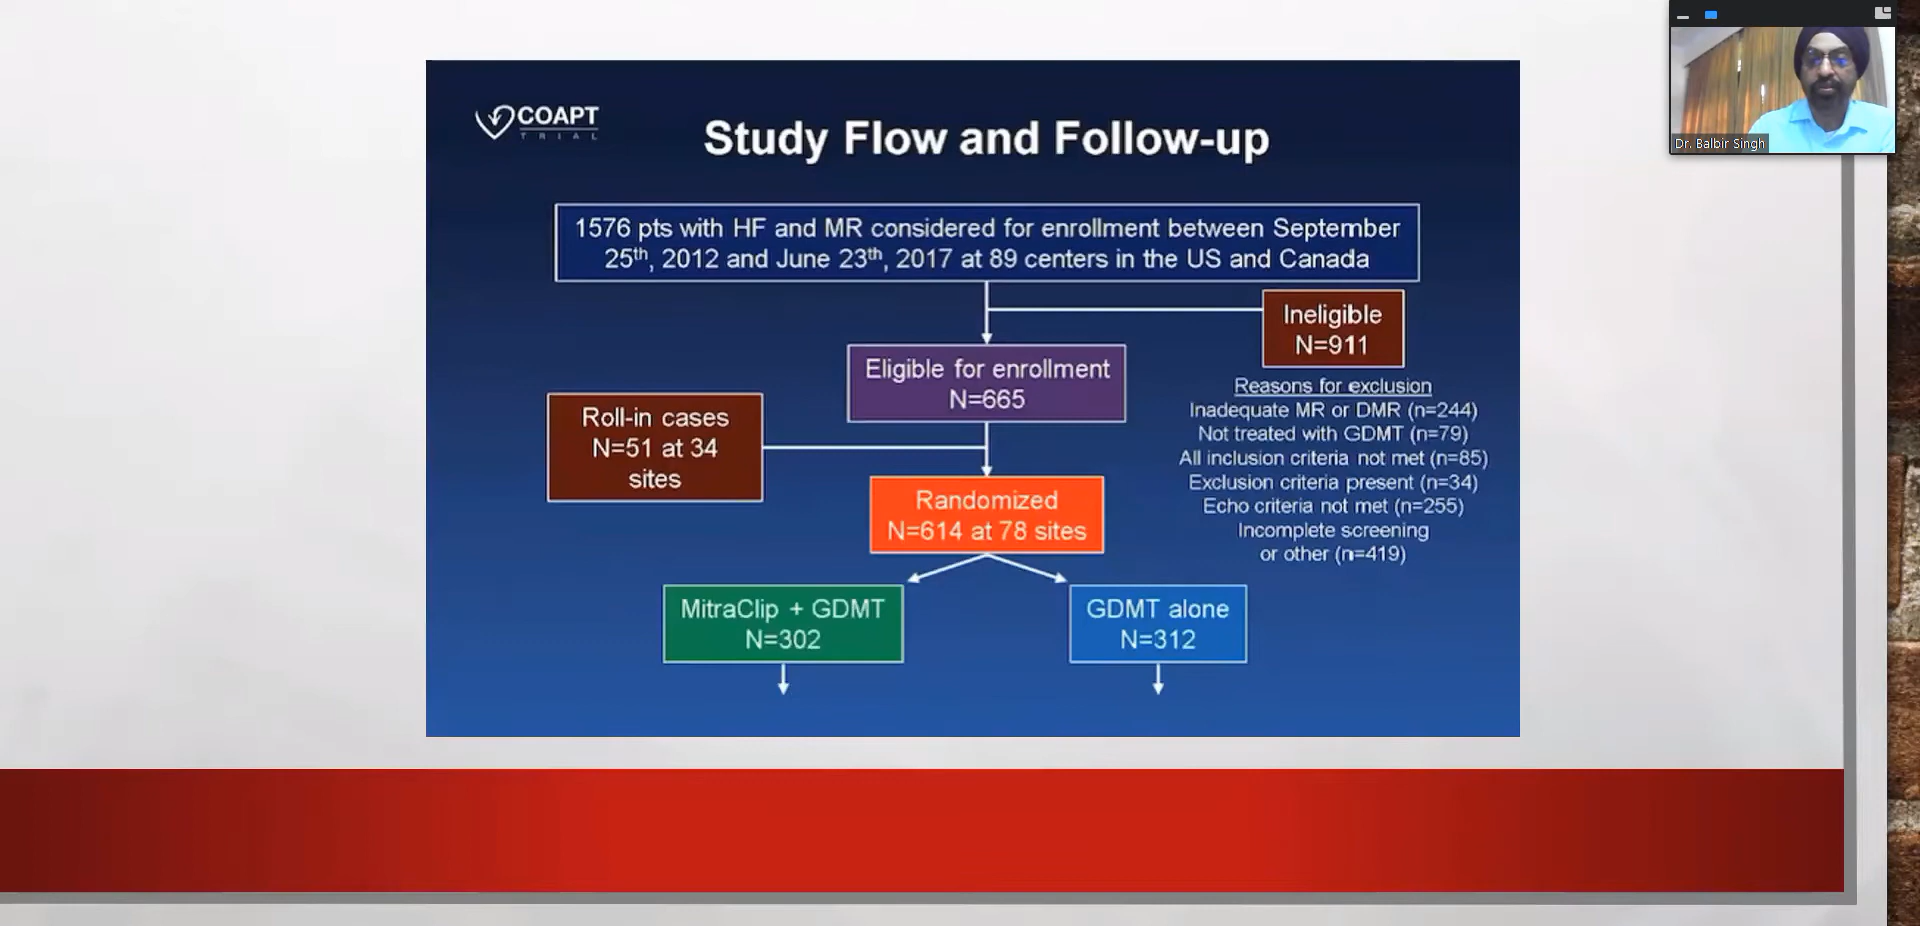 COAPT
TRIAL
Study Flow and Follow-up
1576 pts with HF and MR considered for enrollment between September
25th, 2012 and June 23th, 2017 at 89 centers in the US and Canada
Ineligible
N=911
Eligible for enrollment
N=665
Reasons for exclusion
Inadequate MR or DMR (n=244)
Not treated with GDMT (n=79)
All inclusion criteria not met (n=85)
Exclusion criteria present (n=34)
Echo criteria not met (n=255)
Incomplete screening
or other (n=419)
Roll-in cases
N=51 at 34
sites
Randomized
N=614 at 78 sites
MitraClip + GDMT
N=302
GDMT alone
N=312
Dr. Balbir Singh